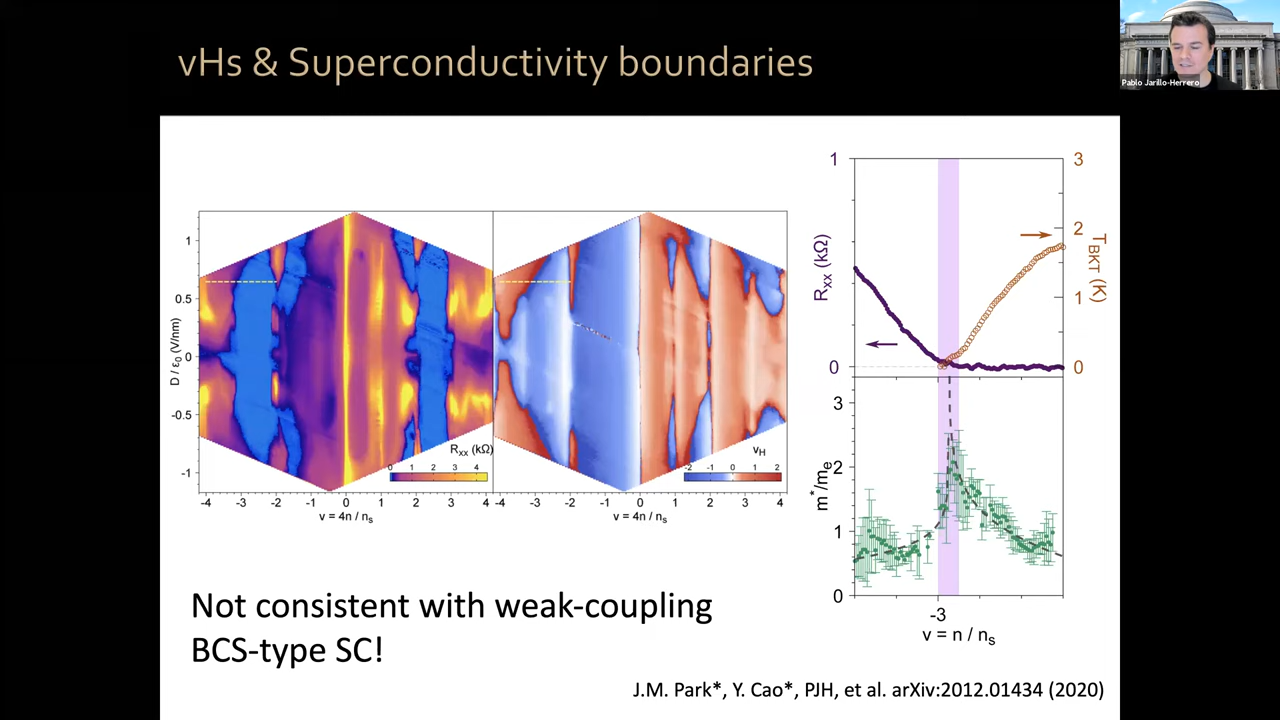 vHs & Superconductivity boundaries
Pablo Jarillo-Herrero
D / ε0 (V/nm)
1
0.5
0
-0.5
-1
Rxx (kΩ)
0 1 2 3 4
-4 -3 -2 -1 0 1 2 3 4
ν = 4n / ns
νH
-2 -1 0 1 2
-4 -3 -2 -1 0 1 2 3 4
ν = 4n / ns
1
Rxx (kΩ)
0
3
2
1
0
TBKT (K)
3
2
1
0
m*/me
-3
ν = n / ns
Not consistent with weak-coupling
BCS-type SC!
J.M. Park*, Y. Cao*, PJH, et al. arXiv:2012.01434 (2020)